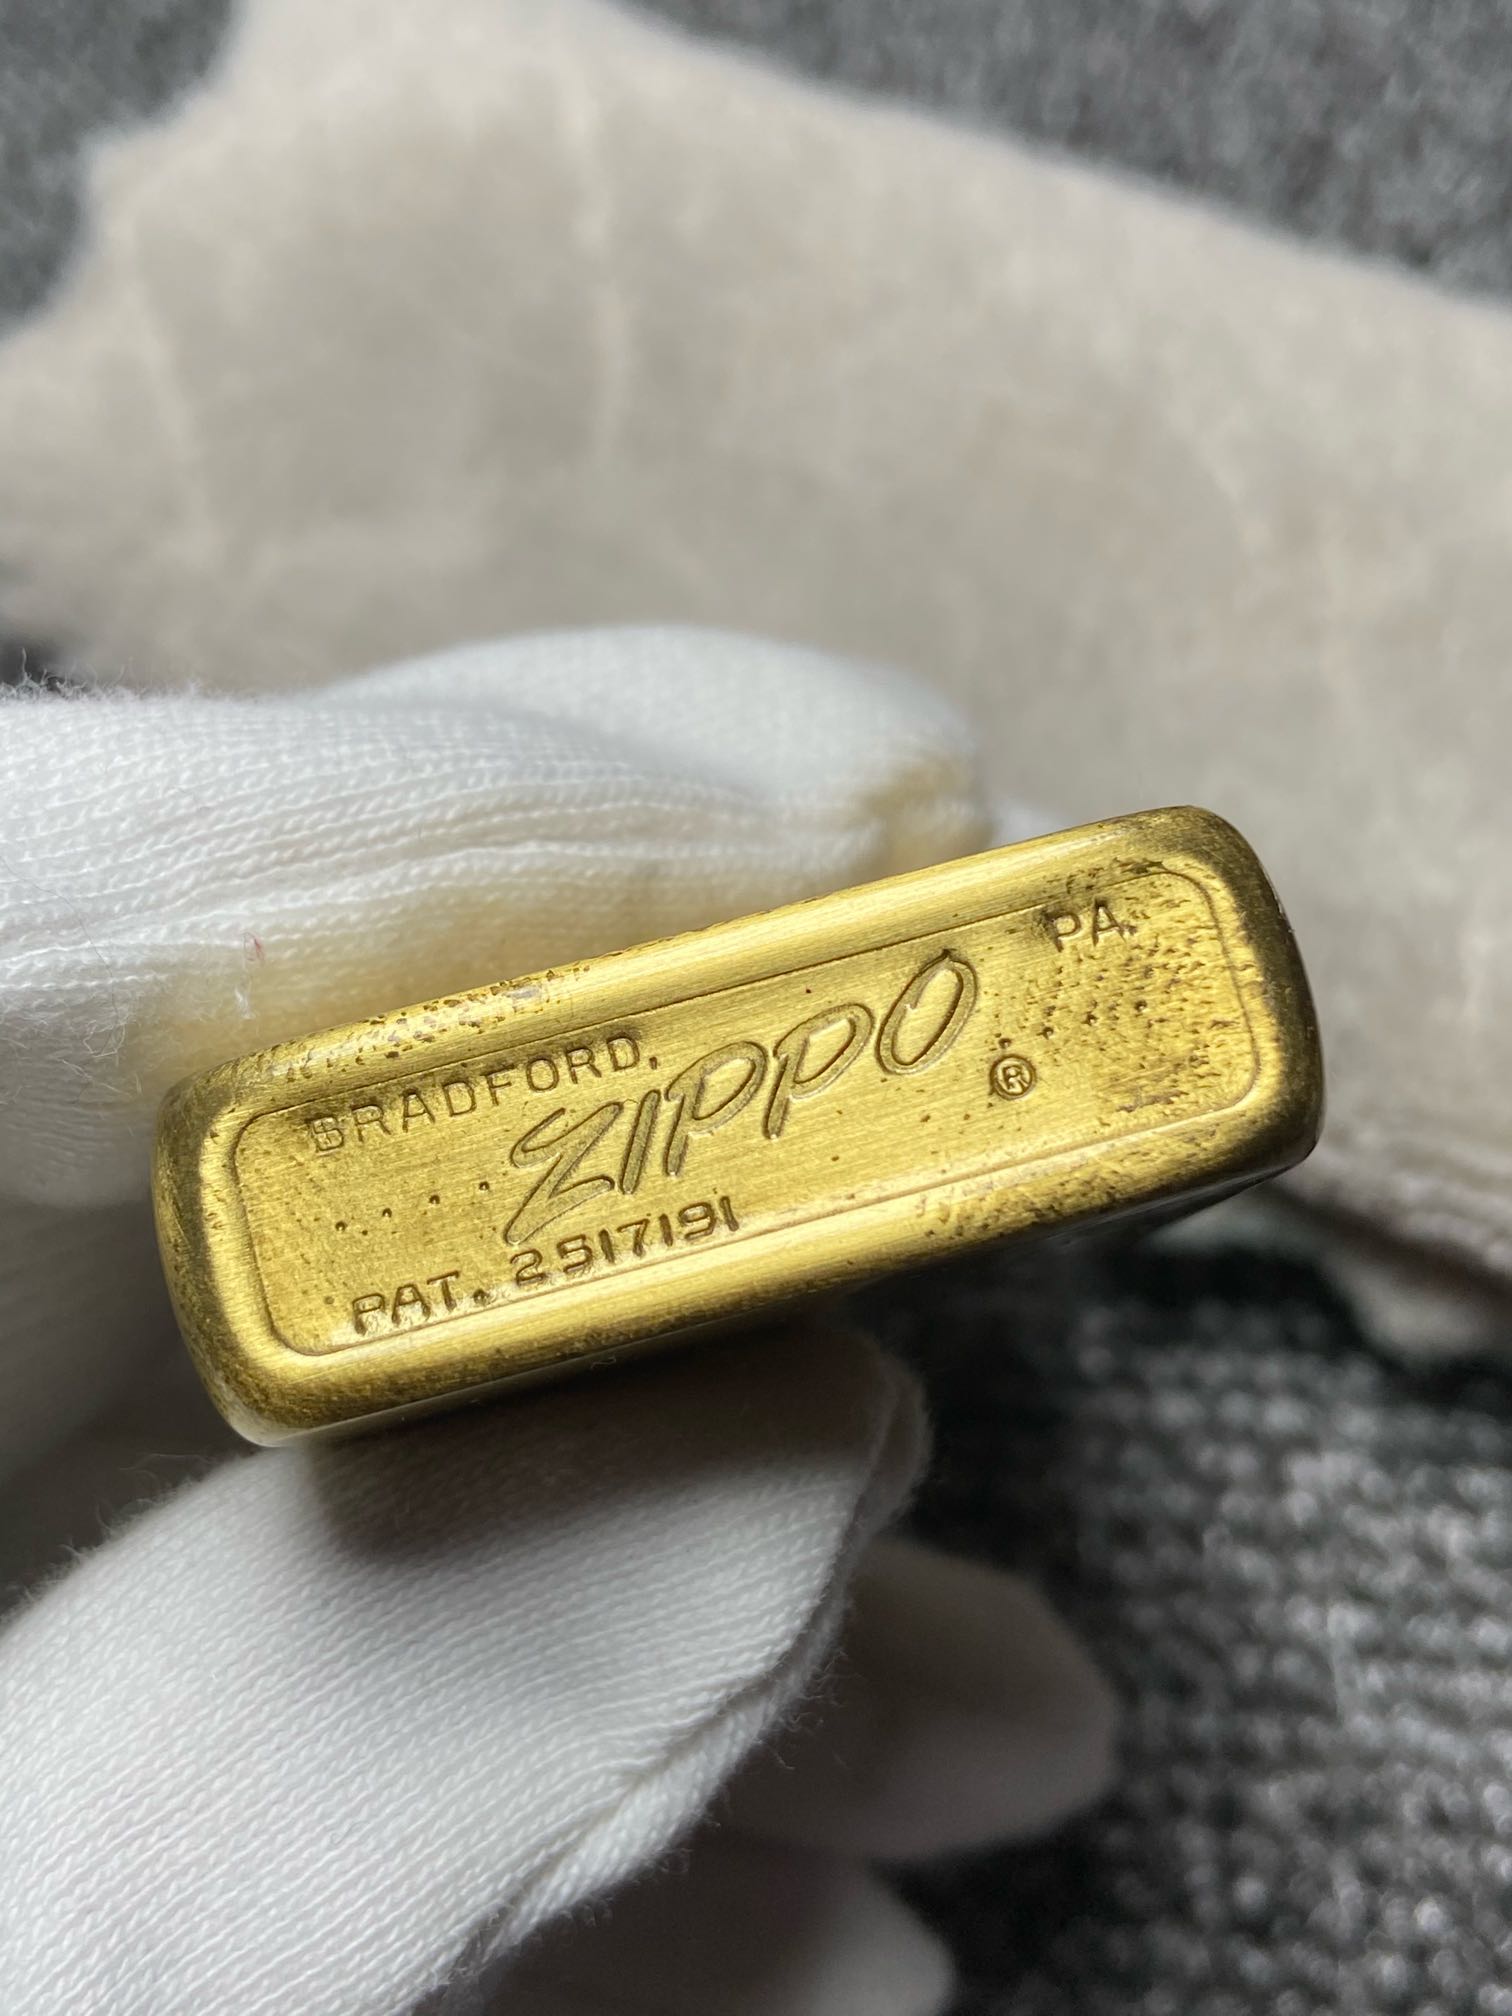 BRADFORD, PA.
ZIPPO ®
PAT. 2517191